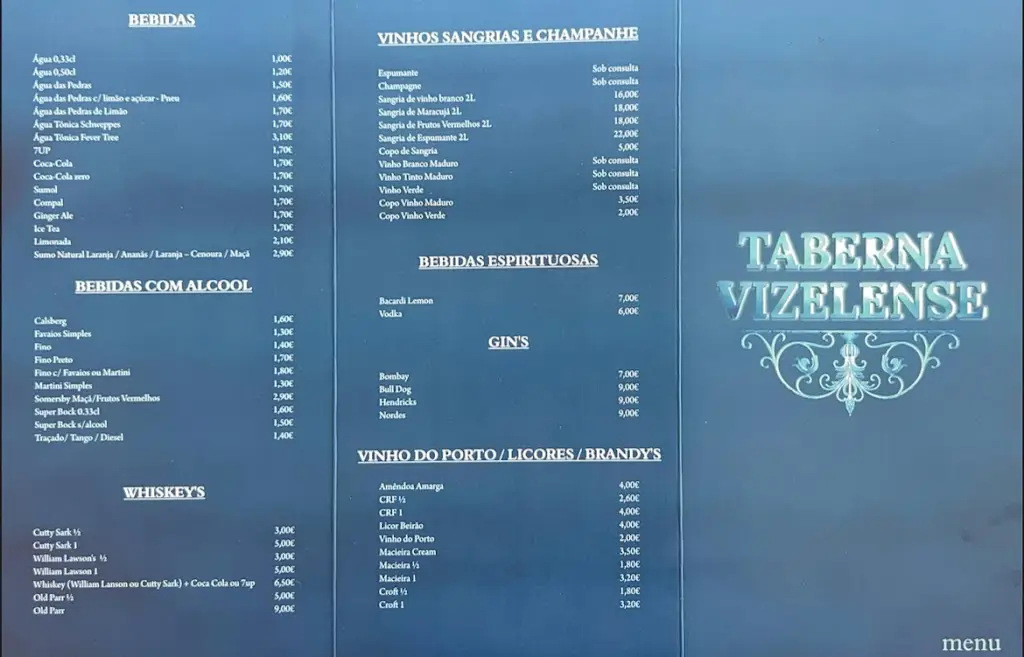 BEBIDAS
Água 0,33cl 1,00€
Água 0,50cl 1,20€
Água das Pedras 1,50€
Água das Pedras c/ limão e açúcar - Pneu 1,60€
Água das Pedras de Limão 1,70€
Água Tônica Schweppes 1,70€
Água Tônica Fever Tree 3,10€
7UP 1,70€
Coca-Cola 1,70€
Coca-Cola zero 1,70€
Sumol 1,70€
Compal 1,70€
Ginger Ale 1,70€
Ice Tea 1,70€
Limonada 2,10€
Sumo Natural Laranja / Ananás / Laranja – Cenoura / Maçã 2,90€
BEBIDAS COM ALCOOL
Calsberg 1,60€
Favaios Simples 1,30€
Fino 1,40€
Fino Preto 1,70€
Fino c/ Favaios ou Martini 1,80€
Martini Simples 1,30€
Somersby Maçã/Frutos Vermelhos 2,90€
Super Bock 0.33cl 1,60€
Super Bock s/alcool 1,50€
Traçado/ Tango / Diesel 1,40€
WHISKEY'S
Cutty Sark ½ 3,00€
Cutty Sark 1 5,00€
William Lawson's ½ 3,00€
William Lawson 1 5,00€
Whiskey (William Lanson ou Cutty Sark) + Coca Cola ou 7up 6,50€
Old Parr ½ 5,00€
Old Parr 9,00€
VINHOS SANGRIAS E CHAMPANHE
Espumante Sob consulta
Champagne Sob consulta
Sangria de vinho branco 2L 16,00€
Sangria de Maracujá 2L 18,00€
Sangria de Frutos Vermelhos 2L 18,00€
Sangria de Espumante 2L 22,00€
Copo de Sangria 5,00€
Vinho Branco Maduro Sob consulta
Vinho Tinto Maduro Sob consulta
Vinho Verde Sob consulta
Copo Vinho Maduro 3,50€
Copo Vinho Verde 2,00€
BEBIDAS ESPIRITUOSAS
Bacardi Lemon 7,00€
Vodka 6,00€
GIN'S
Bombay 7,00€
Bull Dog 9,00€
Hendricks 9,00€
Nordes 9,00€
VINHO DO PORTO / LICORES / BRANDY'S
Amêndoa Amarga 4,00€
CRF ½ 2,60€
CRF 1 4,00€
Licor Beirão 4,00€
Vinho do Porto 2,00€
Macieira Cream 3,50€
Macieira ½ 1,80€
Macieira 1 3,20€
Croft ½ 1,80€
Croft 1 3,20€
TABERNA
VIZELENSE
menu